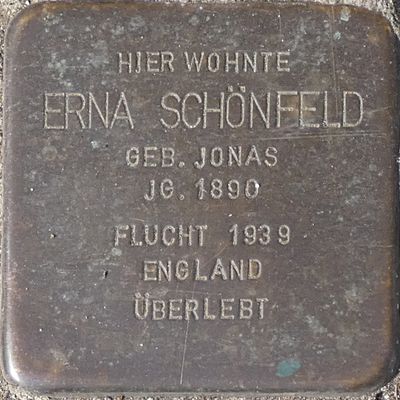 HIER WOHNTE
ERNA SCHÖNFELD
GEB. JONAS
JG. 1890
FLUCHT 1939
ENGLAND
ÜBERLEBT